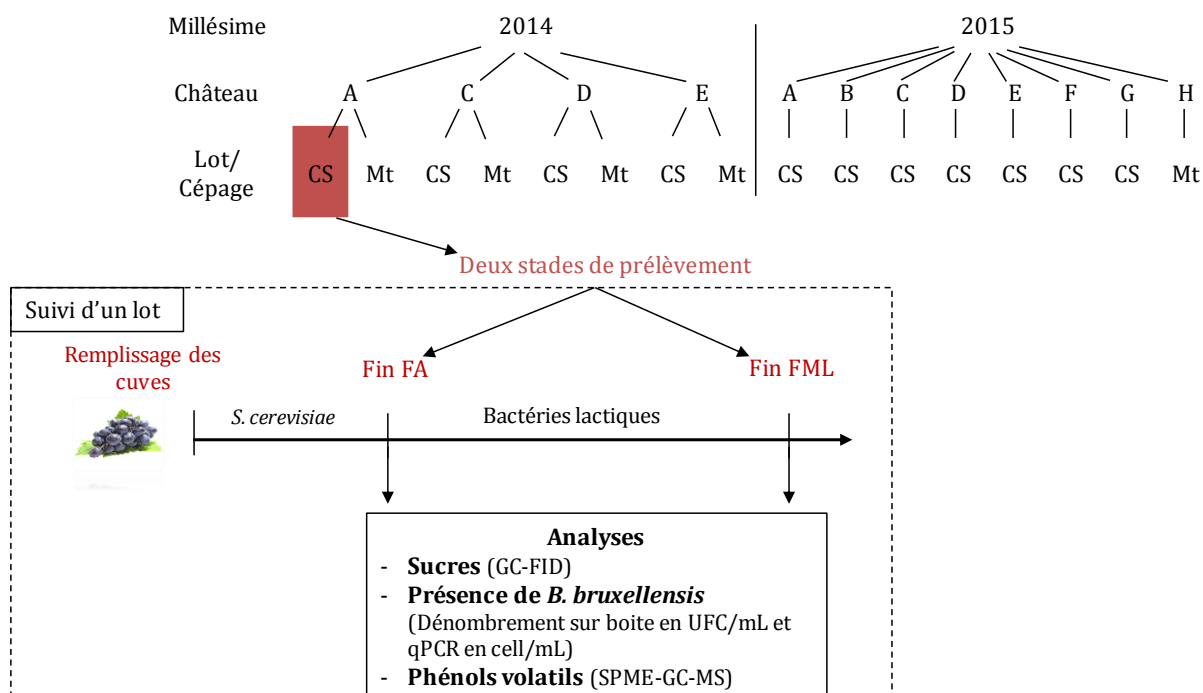 Millésime 2014 2015
Château A C D E A B C D E F G H
Lot/
Cépage
CS Mt CS Mt CS Mt CS Mt CS CS CS CS CS CS CS Mt
Deux stades de prélèvement
Suivi d'un lot
Remplissage des
cuves
Fin FA Fin FML
S. cerevisiae Bactéries lactiques
Analyses
- Sucres (GC-FID)
- Présence de B. bruxellensis
(Dénombrement sur boite en UFC/mL et
qPCR en cell/mL)
- Phénols volatils (SPME-GC-MS)